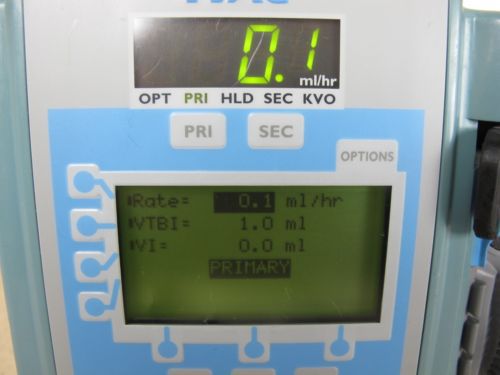 0.1
ml/hr
OPT PRI HLD SEC KVO
PRI SEC
OPTIONS
Rate= 0.1 ml/hr
VTBI= 1.0 ml
VI= 0.0 ml
PRIMARY